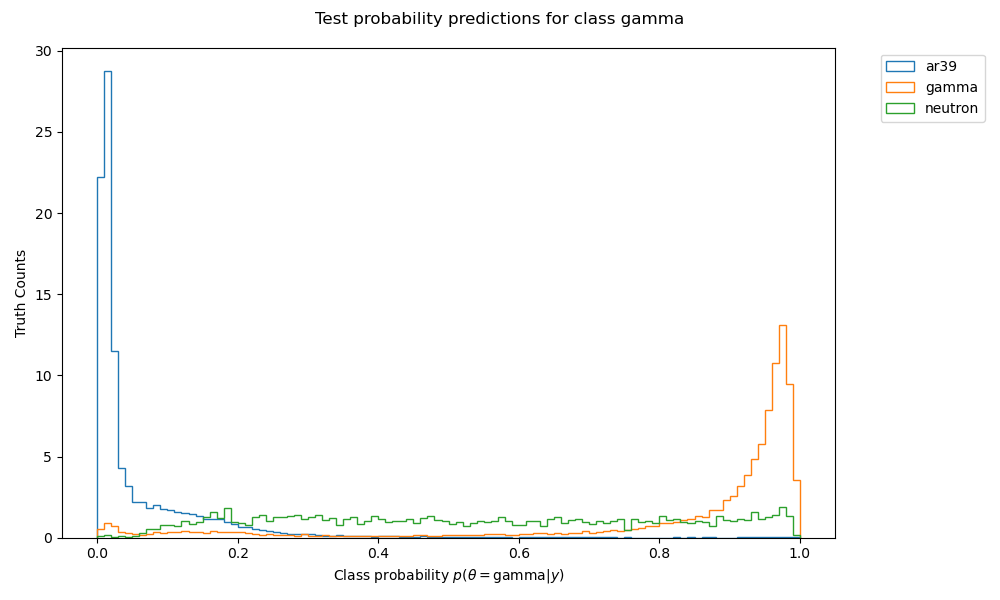 Test probability predictions for class gamma
30
25
20
15
10
5
0
Truth Counts
0.0 0.2 0.4 0.6 0.8 1.0
Class probability p(θ = gamma|y)
ar39
gamma
neutron